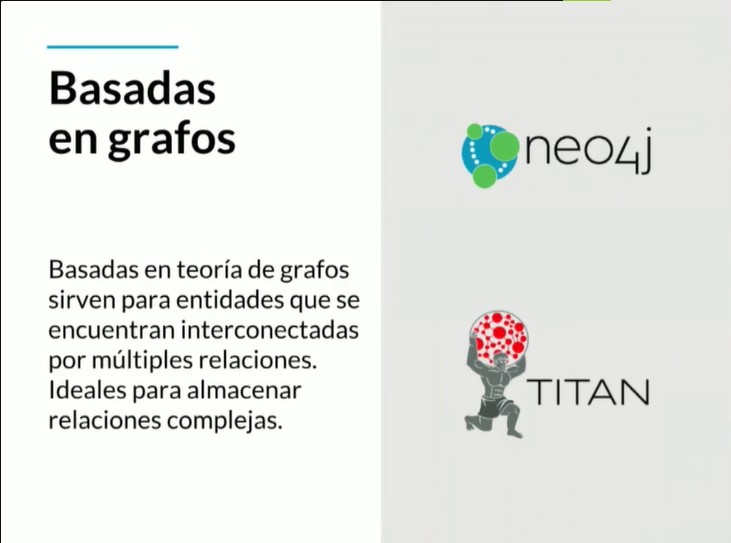 Basadas
en grafos
Basadas en teoría de grafos
sirven para entidades que se
encuentran interconectadas
por múltiples relaciones.
Ideales para almacenar
relaciones complejas.
neo4j
TITAN